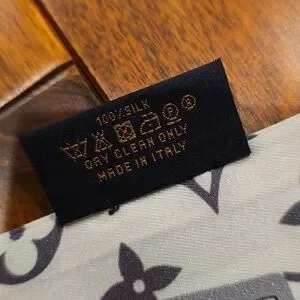 100% SILK
P
DRY CLEAN ONLY
MADE IN ITALY